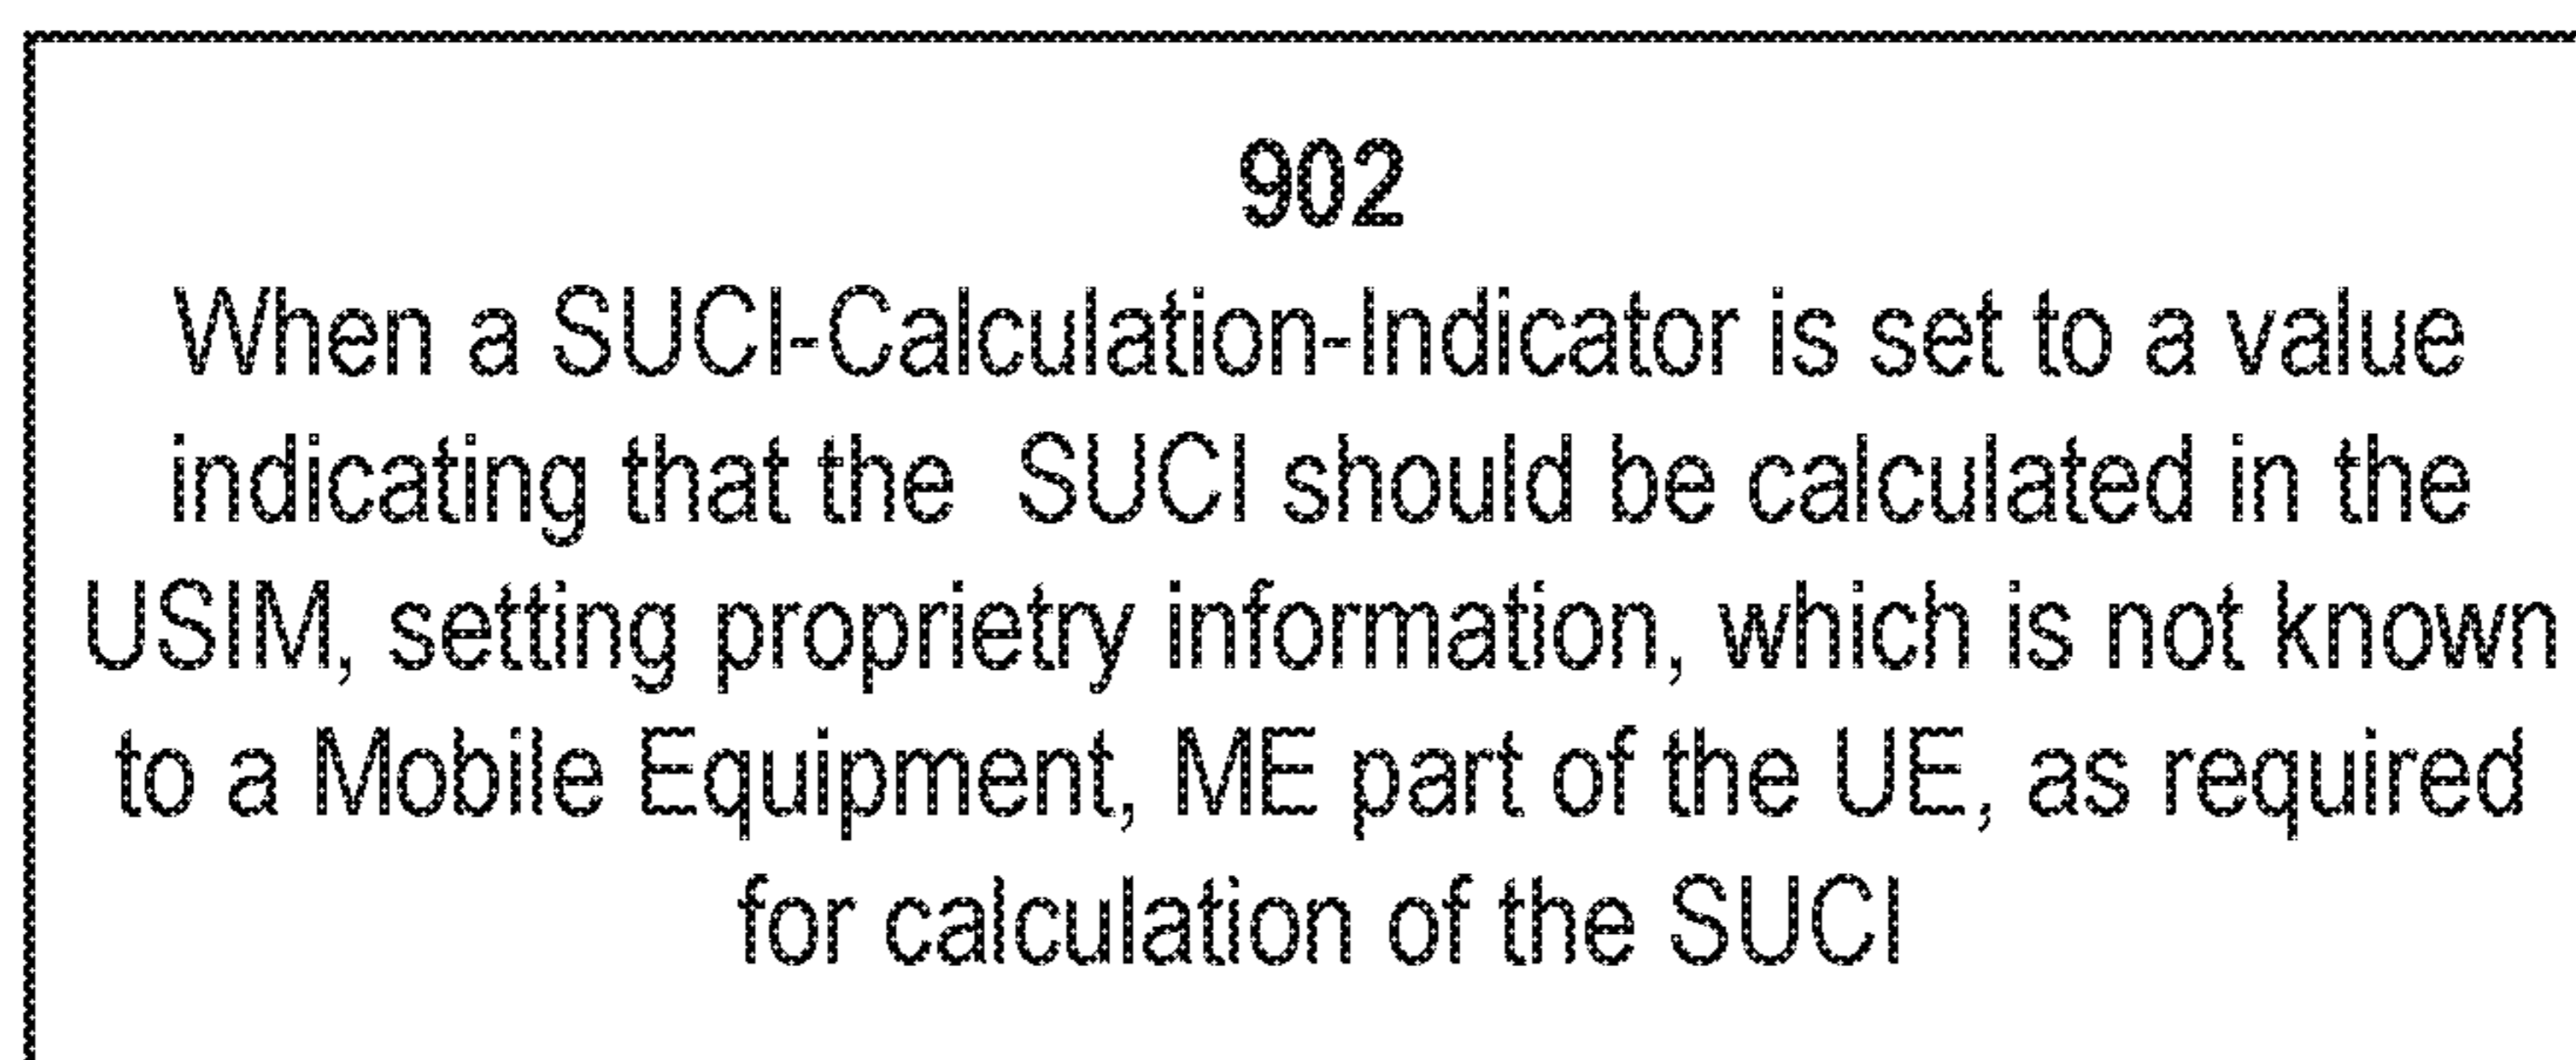 902
When a SUCI-Calculation-Indicator is set to a value
indicating that the  SUCI should be calculated in the
USIM, setting proprietry information, which is not known
to a Mobile Equipment, ME part of the UE, as required
for calculation of the SUCI